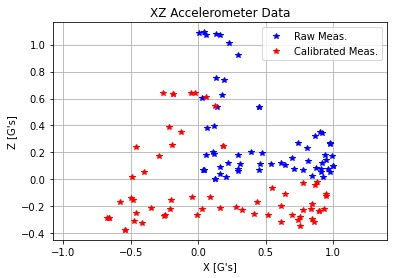 XZ Accelerometer Data
Raw Meas.
Calibrated Meas.
Z [G's]
1.0
0.8
0.6
0.4
0.2
0.0
−0.2
−0.4
−1.0 −0.5 0.0 0.5 1.0
X [G's]